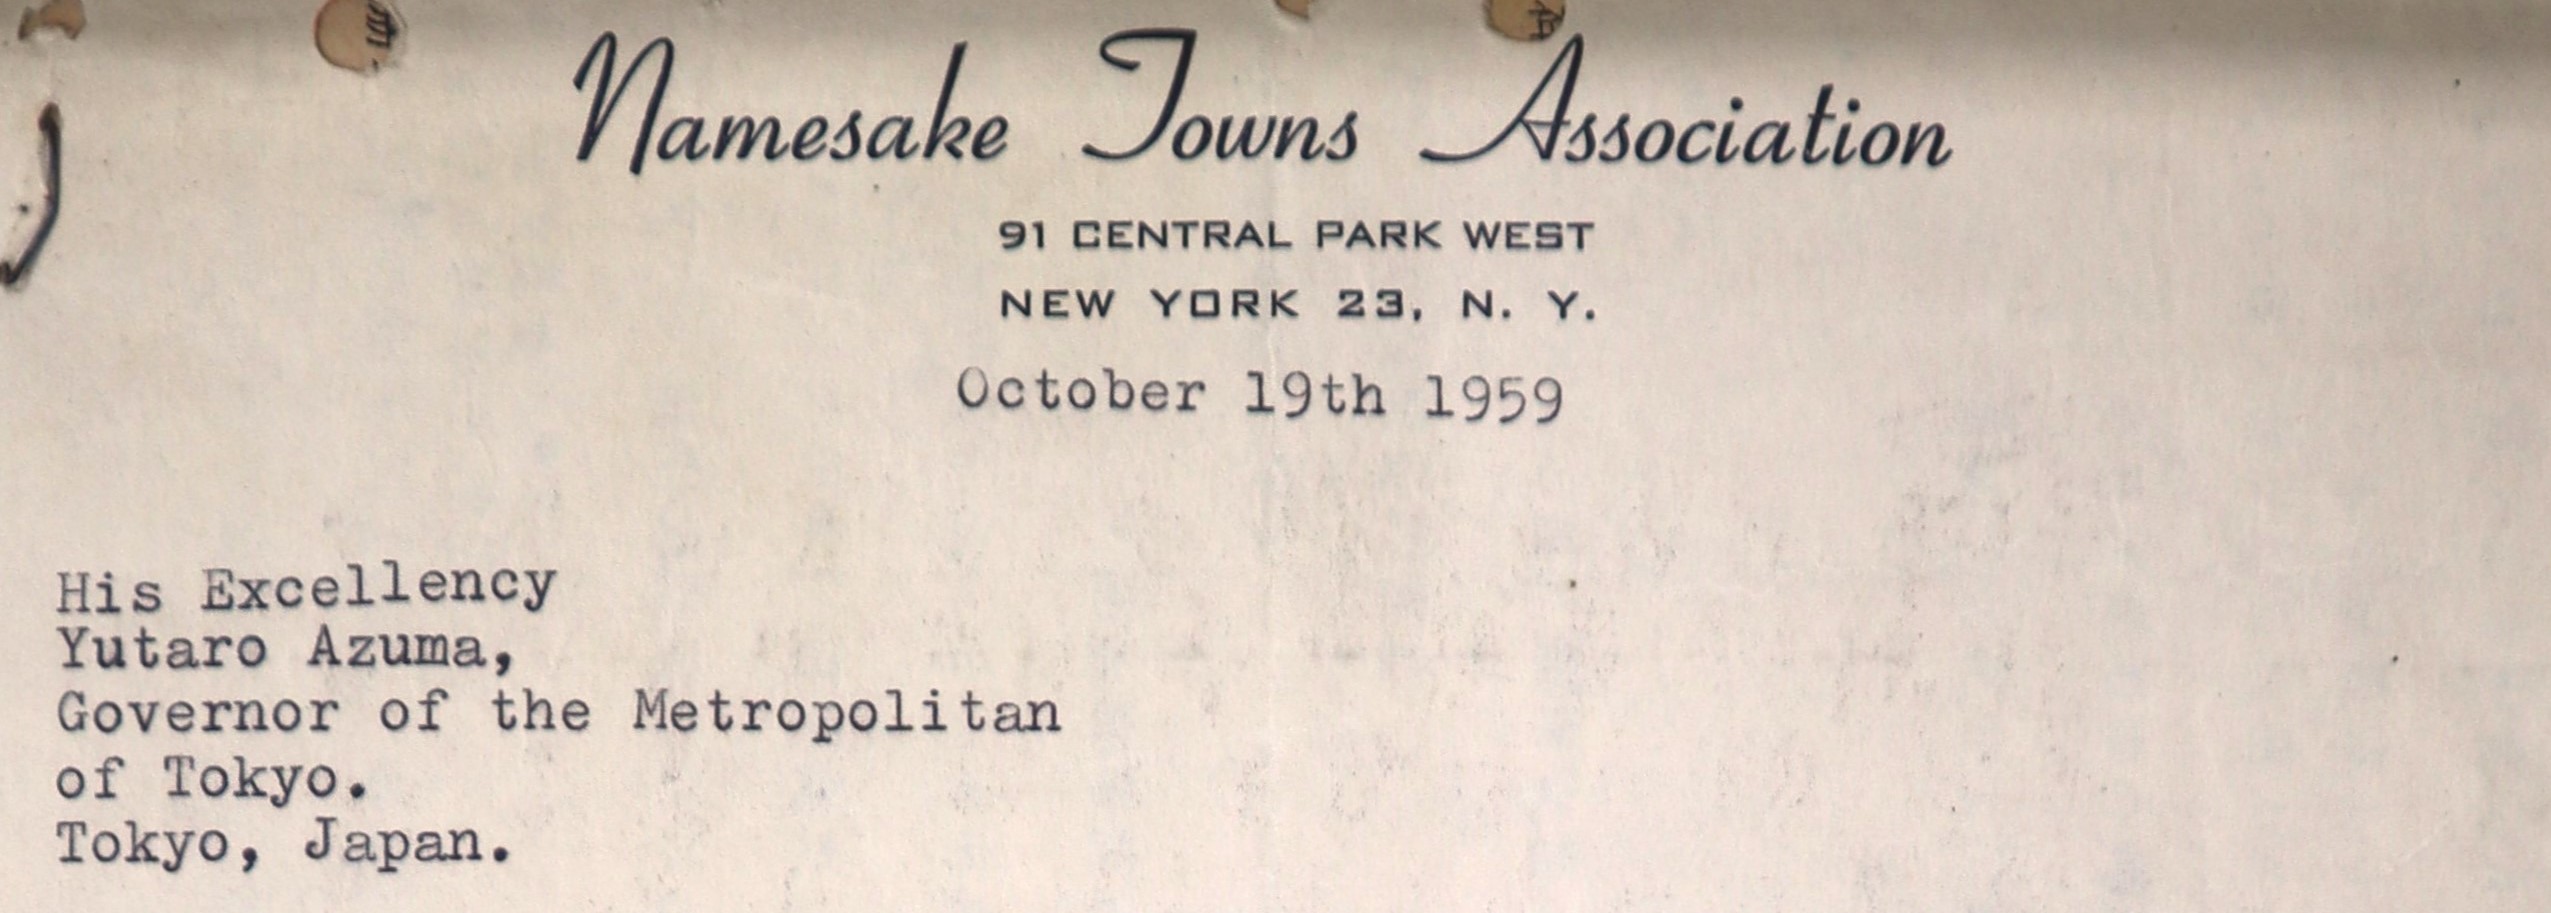 Namesake Towns Association
91 CENTRAL PARK WEST
NEW YORK 23, N. Y.
October 19th 1959
His Excellency
Yutaro Azuma,
Governor of the Metropolitan
of Tokyo.
Tokyo, Japan.